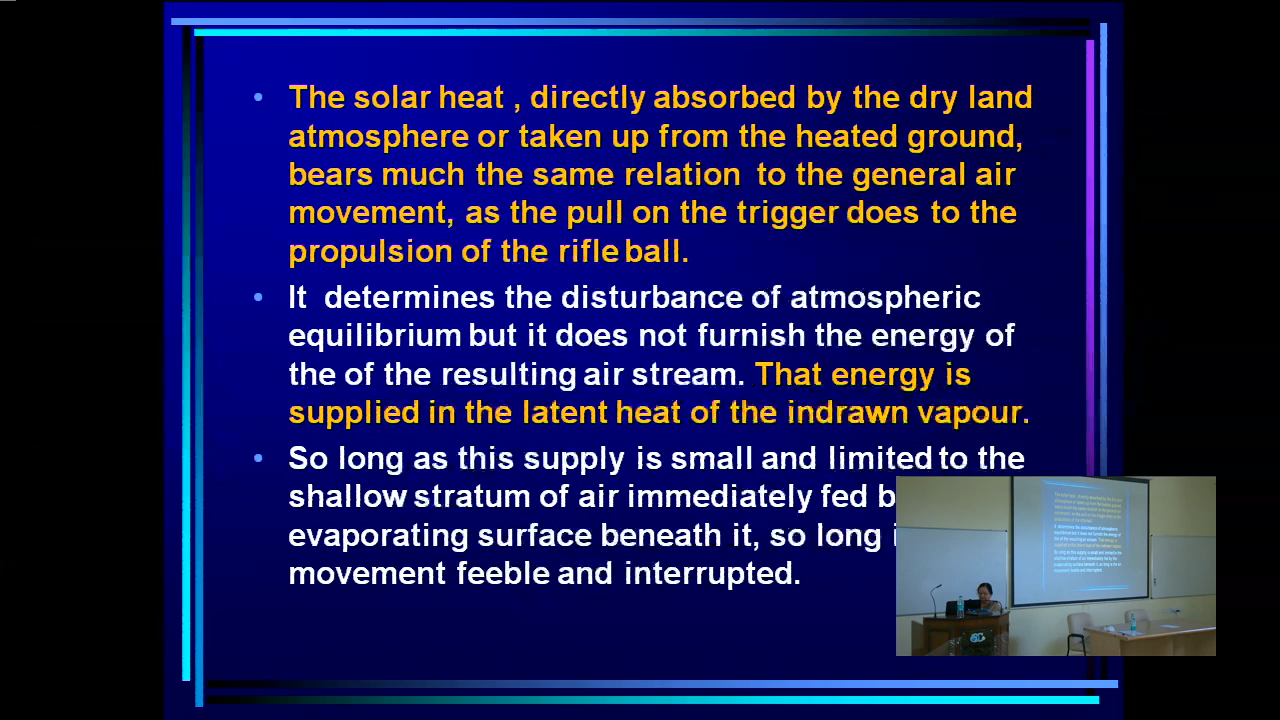 The solar heat , directly absorbed by the dry land
atmosphere or taken up from the heated ground,
bears much the same relation to the general air
movement, as the pull on the trigger does to the
propulsion of the rifle ball.
It determines the disturbance of atmospheric
equilibrium but it does not furnish the energy of
the of the resulting air stream. That energy is
supplied in the latent heat of the indrawn vapour.
So long as this supply is small and limited to the
shallow stratum of air immediately fed
evaporating surface beneath it, so long
movement feeble and interrupted.